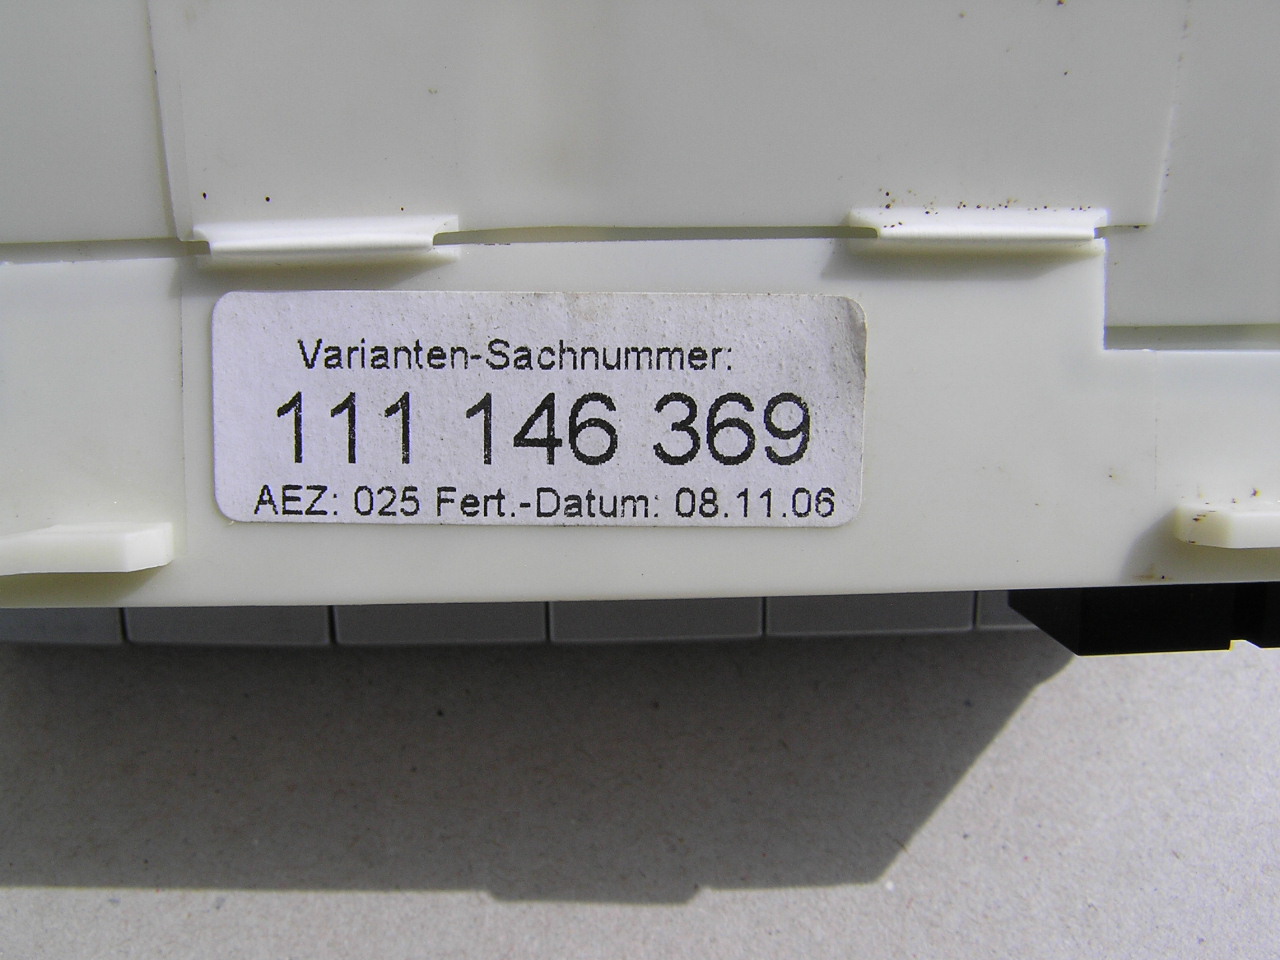 Varianten-Sachnummer:
111 146 369
AEZ: 025 Fert.-Datum: 08.11.06